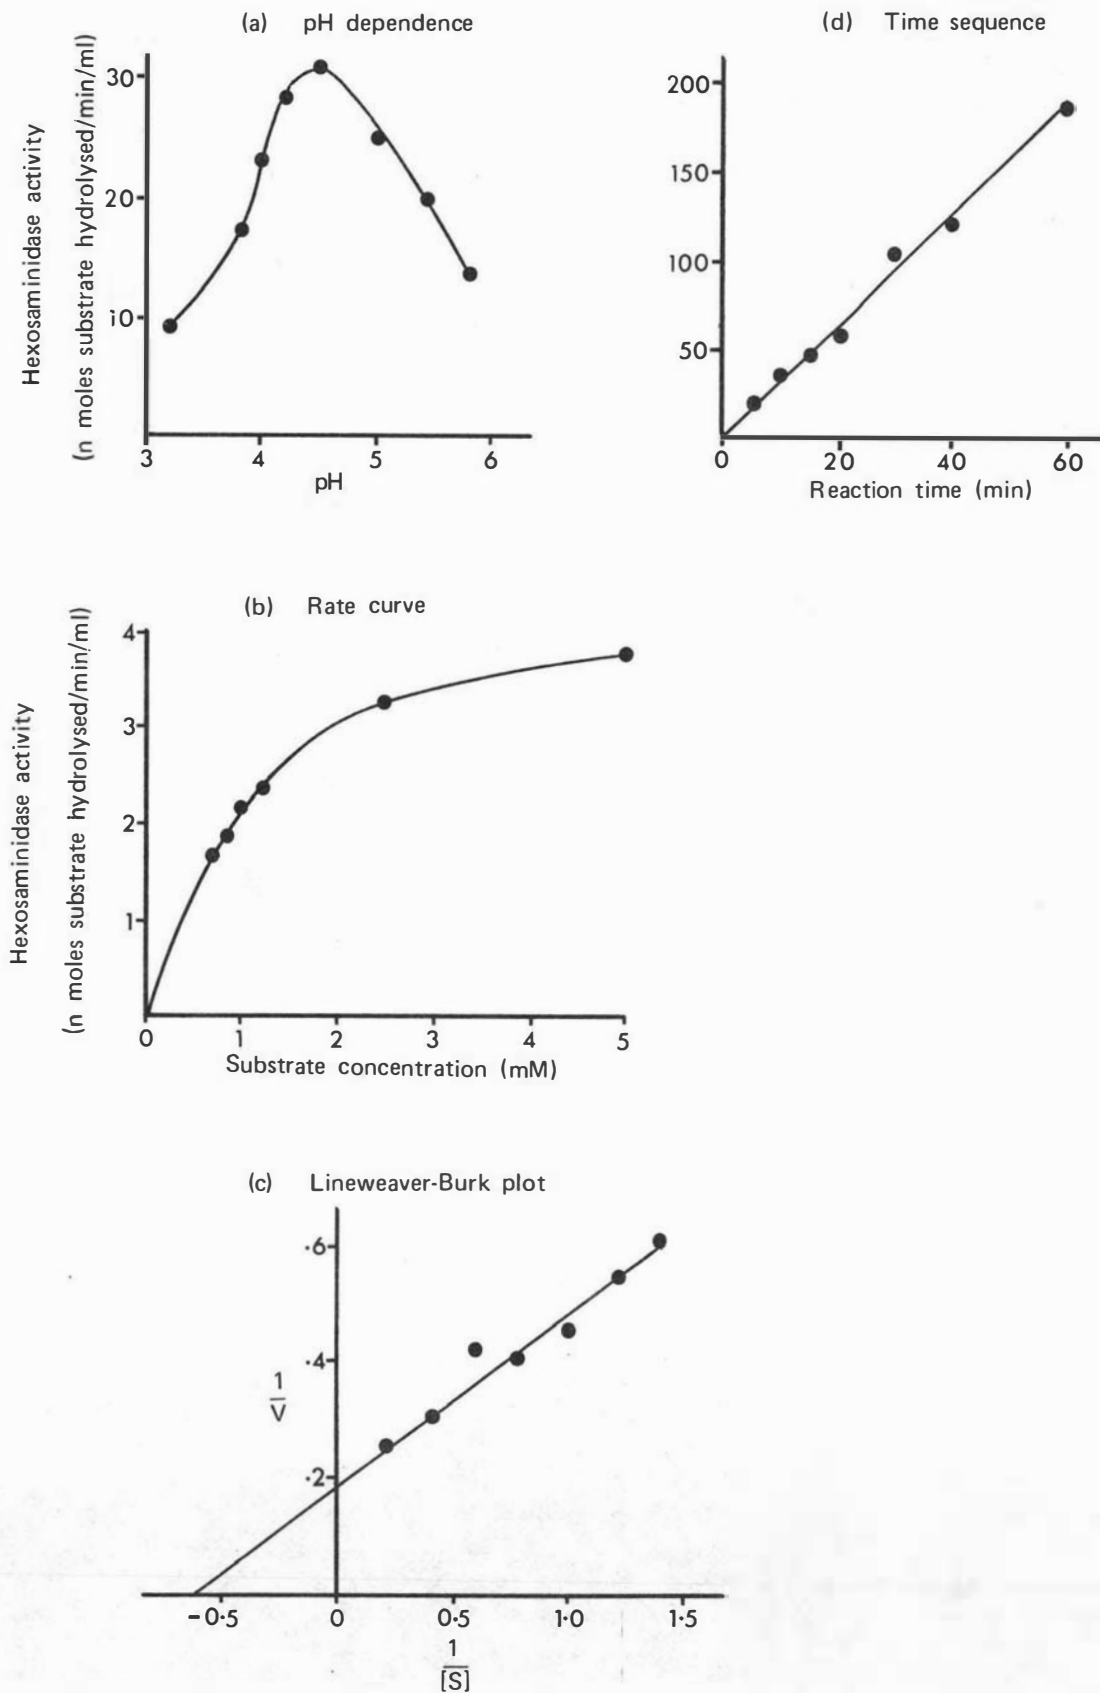 (a) pH dependence
Hexosaminidase activity
(n moles substrate hydrolysed/min/ml)
30
20
10
3 4 5 6
pH
(d) Time sequence
200
150
100
50
0 20 40 60
Reaction time (min)
(b) Rate curve
Hexosaminidase activity
(n moles substrate hydrolysed/min/ml)
4
3
2
1
0 1 2 3 4 5
Substrate concentration (mM)
(c) Lineweaver-Burk plot
·6
·4
·2
1
V
-0·5 0 0·5 1·0 1·5
1
[S]